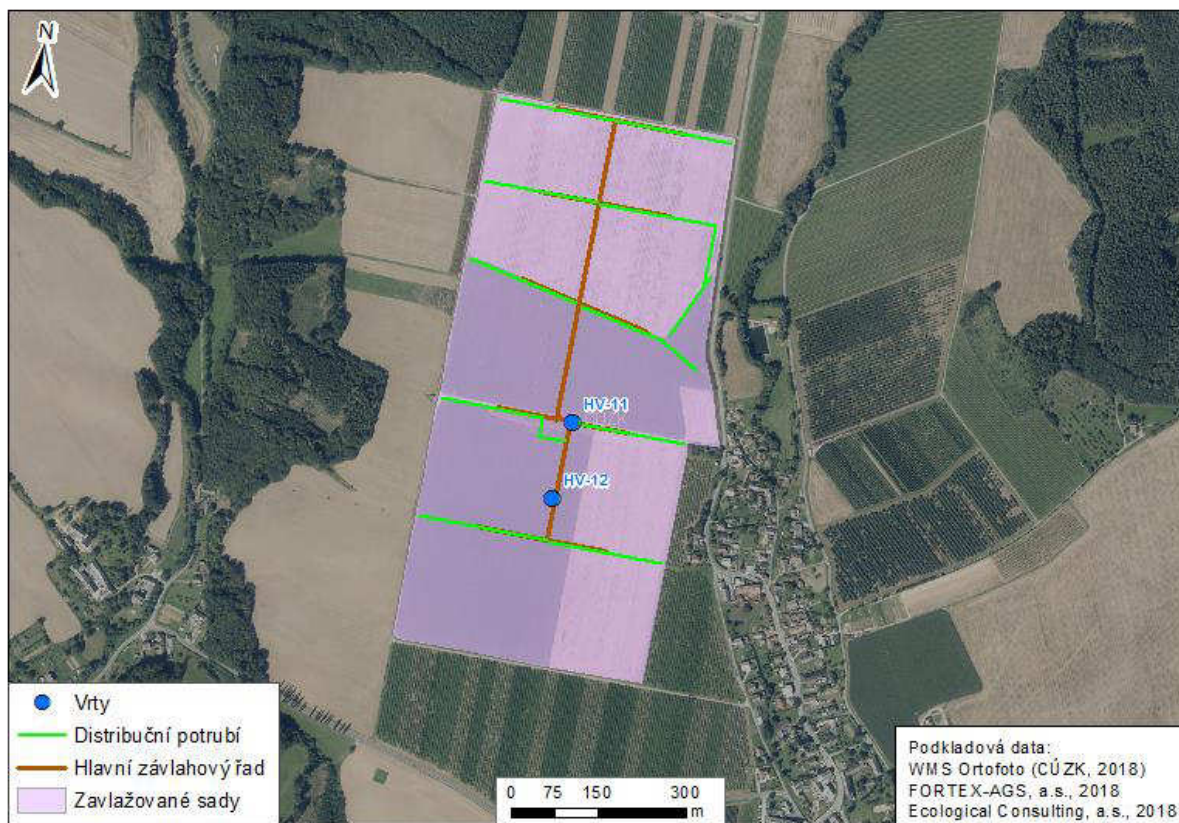 N
HV-11
HV-12
Vrty
Distribuční potrubí
Hlavní závlahový řad
Zavlažované sady
0 75 150 300
m
Podkladová data:
WMS Ortofoto (CÚZK, 2018)
FORTEX-AGS, a.s., 2018
Ecological Consulting, a.s., 2018